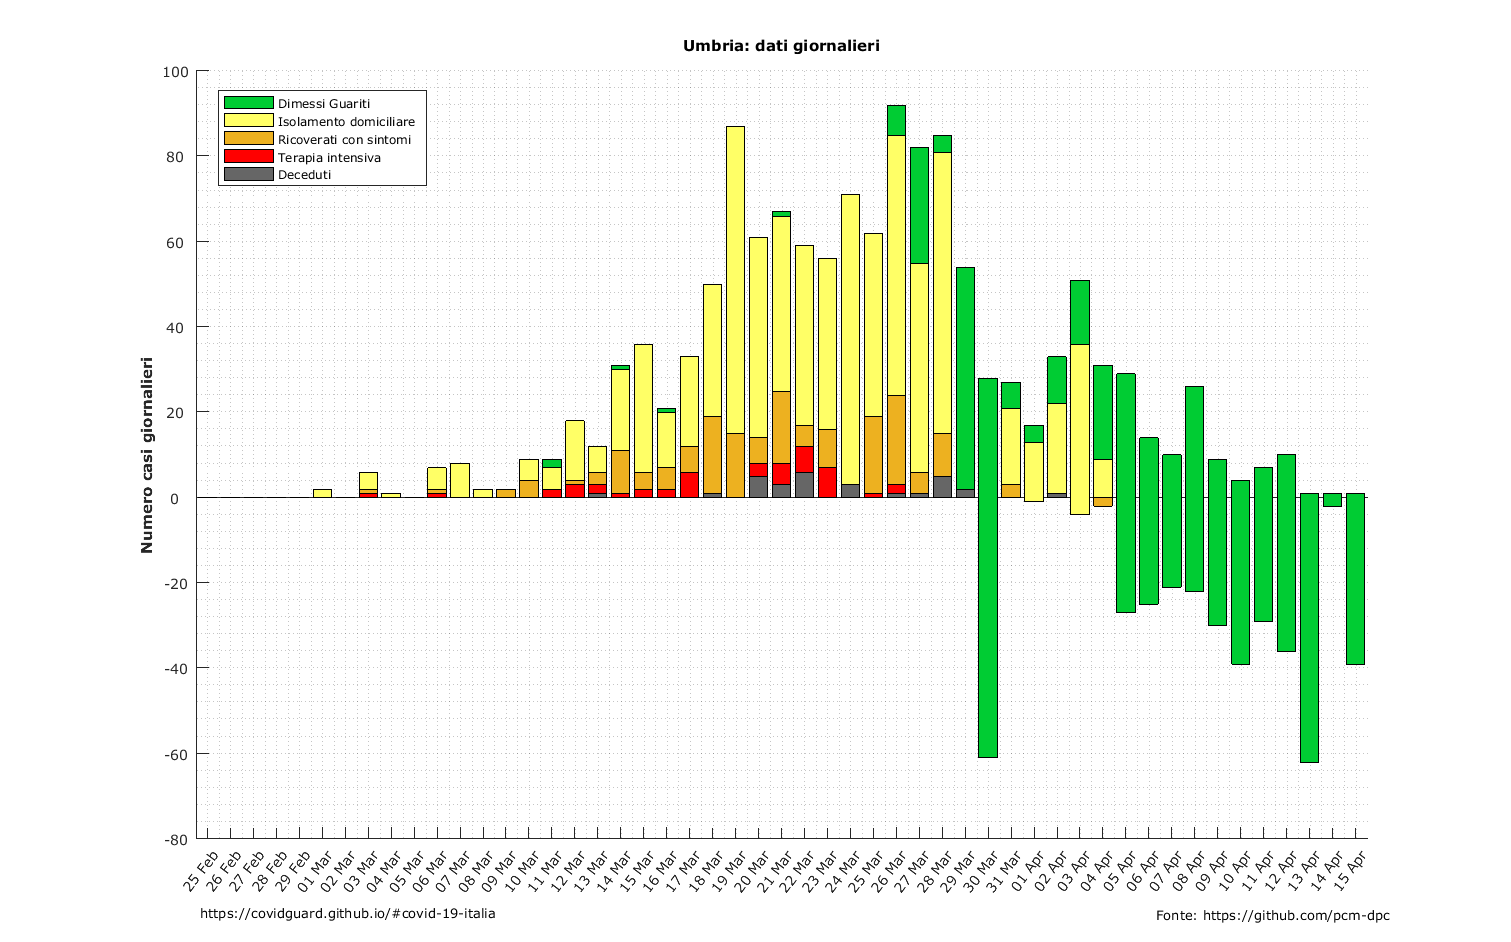 Umbria: dati giornalieri
100
80
60
40
20
0
-20
-40
-60
-80
Numero casi giornalieri
Dimessi Guariti
Isolamento domiciliare
Ricoverati con sintomi
Terapia intensiva
Deceduti
25 Feb
26 Feb
27 Feb
28 Feb
29 Feb
01 Mar
02 Mar
03 Mar
04 Mar
05 Mar
06 Mar
07 Mar
08 Mar
09 Mar
10 Mar
11 Mar
12 Mar
13 Mar
14 Mar
15 Mar
16 Mar
17 Mar
18 Mar
19 Mar
20 Mar
21 Mar
22 Mar
23 Mar
24 Mar
25 Mar
26 Mar
27 Mar
28 Mar
29 Mar
30 Mar
31 Mar
01 Apr
02 Apr
03 Apr
04 Apr
05 Apr
06 Apr
07 Apr
08 Apr
09 Apr
10 Apr
11 Apr
12 Apr
13 Apr
14 Apr
15 Apr
https://covidguard.github.io/#covid-19-italia
Fonte: https://github.com/pcm-dpc